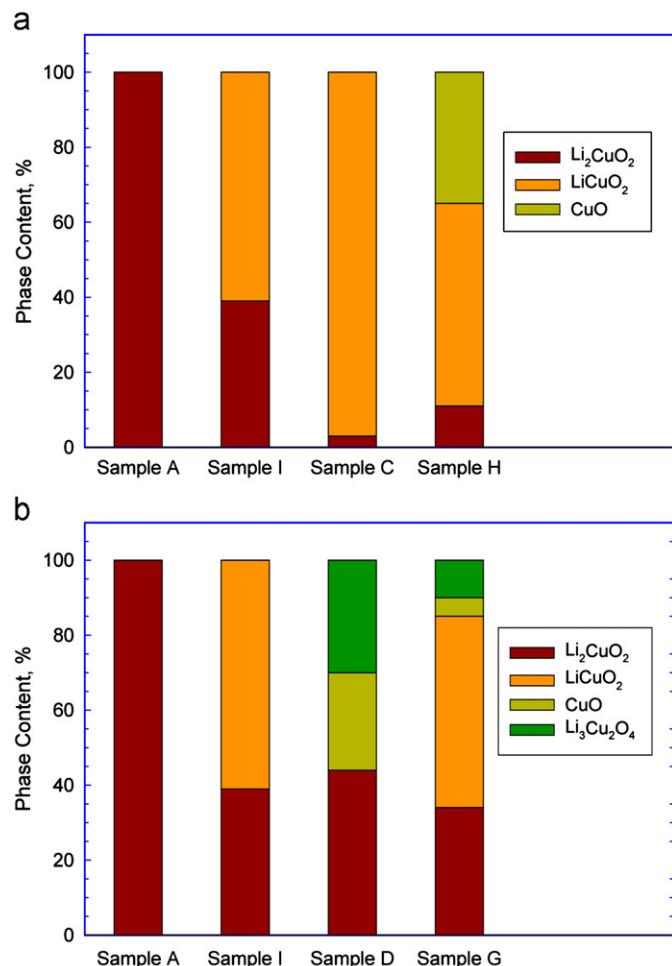 a
100
80
60
40
20
0
Phase Content, %
Li₂CuO₂
LiCuO₂
CuO
Sample A Sample I Sample C Sample H
b
100
80
60
40
20
0
Phase Content, %
Li₂CuO₂
LiCuO₂
CuO
Li₃Cu₂O₄
Sample A Sample I Sample D Sample G